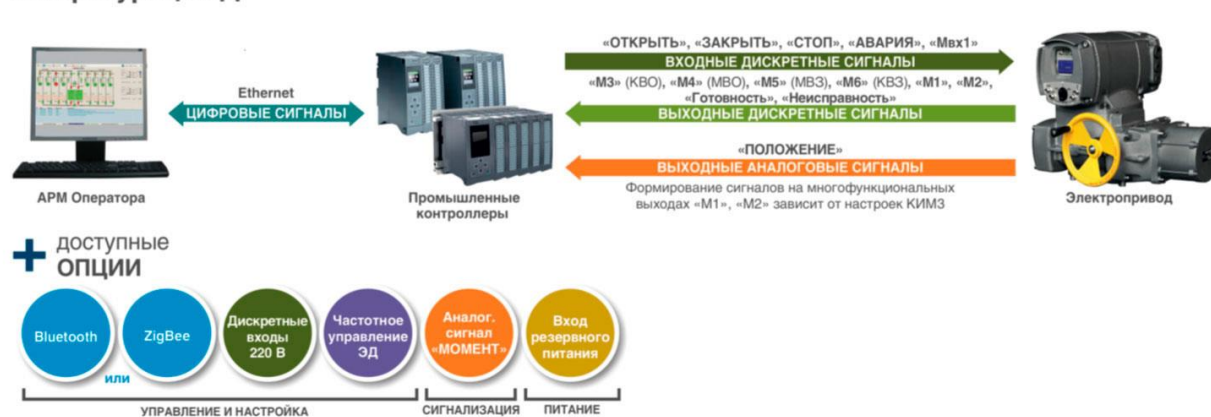 «ОТКРЫТЬ», «ЗАКРЫТЬ», «СТОП», «АВАРИЯ», «Мвх1»
ВХОДНЫЕ ДИСКРЕТНЫЕ СИГНАЛЫ
«М3» (КВО), «М4» (МВО), «М5» (МВЗ), «М6» (КВЗ), «М1», «М2»,
«Готовность», «Неисправность»
ВЫХОДНЫЕ ДИСКРЕТНЫЕ СИГНАЛЫ
Ethernet
ЦИФРОВЫЕ СИГНАЛЫ
«ПОЛОЖЕНИЕ»
ВЫХОДНЫЕ АНАЛОГОВЫЕ СИГНАЛЫ
Формирование сигналов на многофункциональных
выходах «М1», «М2» зависит от настроек КИМ3
АРМ Оператора
Промышленные
контроллеры
Электропривод
+ доступные
ОПЦИИ
Bluetooth
или
ZigBee
Дискретные
входы
220 В
Частотное
управление
ЭД
Аналог.
сигнал
«МОМЕНТ»
Вход
резервного
питания
УПРАВЛЕНИЕ И НАСТРОЙКА
СИГНАЛИЗАЦИЯ
ПИТАНИЕ